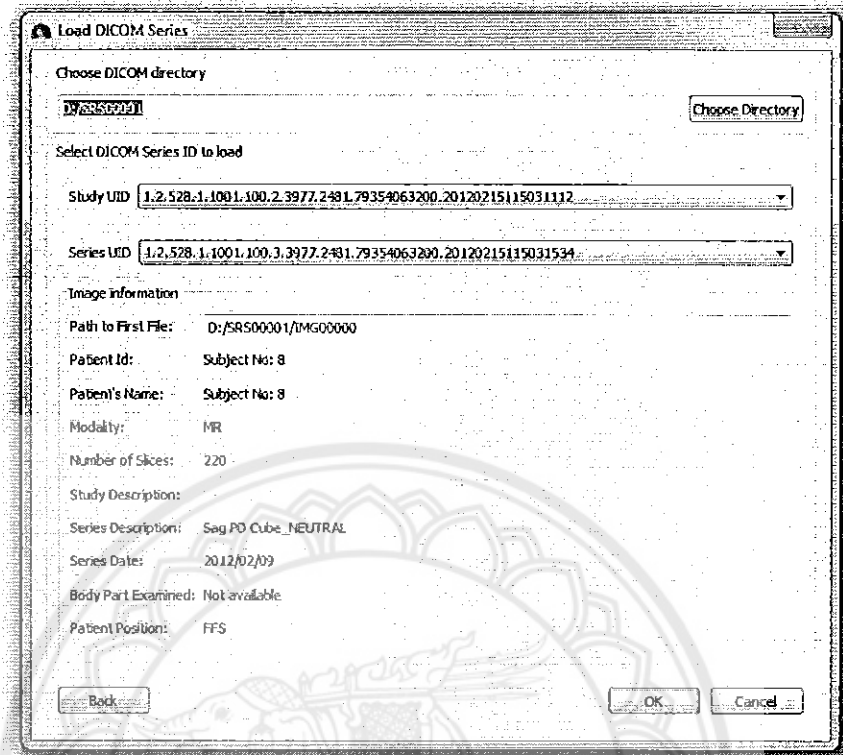 Load DICOM Series
Choose DICOM directory
D:/SRS00001
Choose Directory
Select DICOM Series ID to load
Study UID 1.2.528.1.1001.100.2.3977.2481.79354063200.20120215115031112
Series UID 1.2.528.1.1001.100.3.3977.2481.79354063200.20120215115031534
Image information
Path to First File: D:/SRS00001/IMG00000
Patient Id: Subject No: 8
Patient's Name: Subject No: 8
Modality: MR
Number of Slices: 220
Study Description:
Series Description: Sag PD Cube_NEUTRAL
Series Date: 2012/02/09
Body Part Examined: Not available
Patient Position: FFS
Back OK Cancel